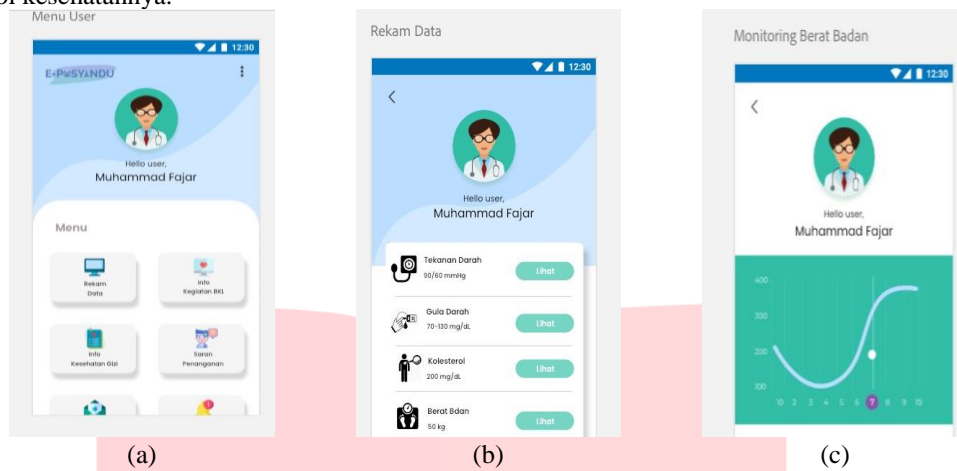 kesehatannya.
Menu User
12:30
E-POSYANDU
Hello user,
Muhammad Fajar
Menu
Rekam
Data
Info
Kegiatan BKL
Info
Kesehatan Gizi
Saran
Penanganan
(a)
Rekam Data
12:30
Hello user,
Muhammad Fajar
Tekanan Darah
90/60 mmHg
Lihat
Gula Darah
70-130 mg/dL
Lihat
Kolesterol
200 mg/dL
Lihat
Berat Bdan
50 kg
Lihat
(b)
Monitoring Berat Badan
12:30
Hello user,
Muhammad Fajar
400
300
200
100
10 2 3 4 5 6 7 8 9 10
(c)